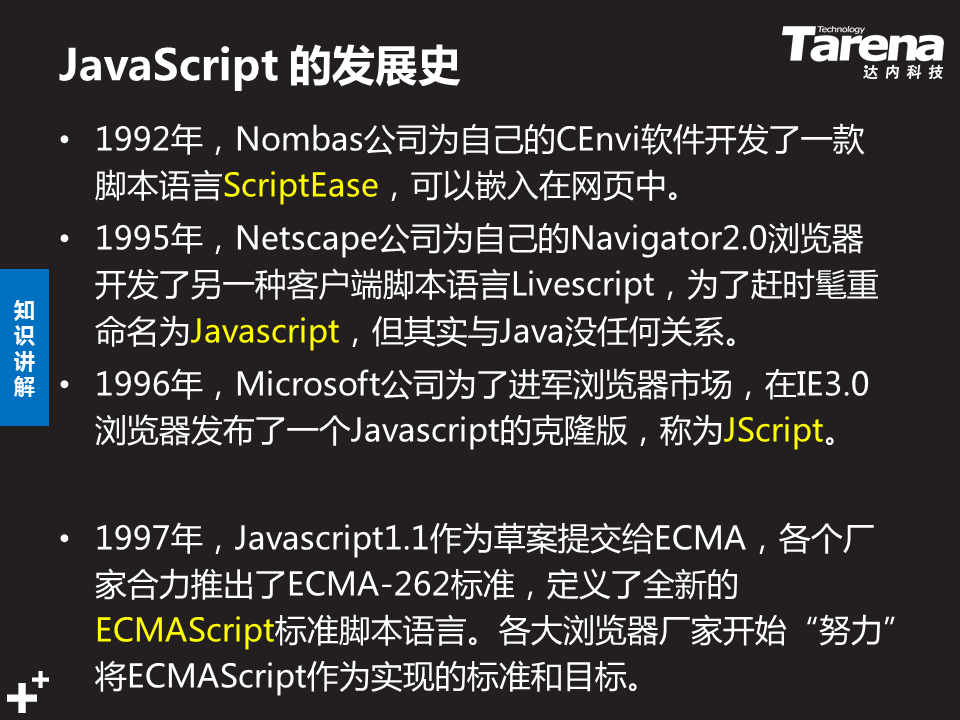 JavaScript 的发展史
Technology
Tarena
达内科技
• 1992年，Nombas公司为自己的CEnvi软件开发了一款
脚本语言ScriptEase，可以嵌入在网页中。
• 1995年，Netscape公司为自己的Navigator2.0浏览器
开发了另一种客户端脚本语言Livescript，为了赶时髦重
命名为Javascript，但其实与Java没任何关系。
• 1996年，Microsoft公司为了进军浏览器市场，在IE3.0
浏览器发布了一个Javascript的克隆版，称为JScript。
• 1997年，Javascript1.1作为草案提交给ECMA，各个厂
家合力推出了ECMA-262标准，定义了全新的
ECMAScript标准脚本语言。各大浏览器厂家开始“努力”
将ECMAScript作为实现的标准和目标。
知
识
讲
解